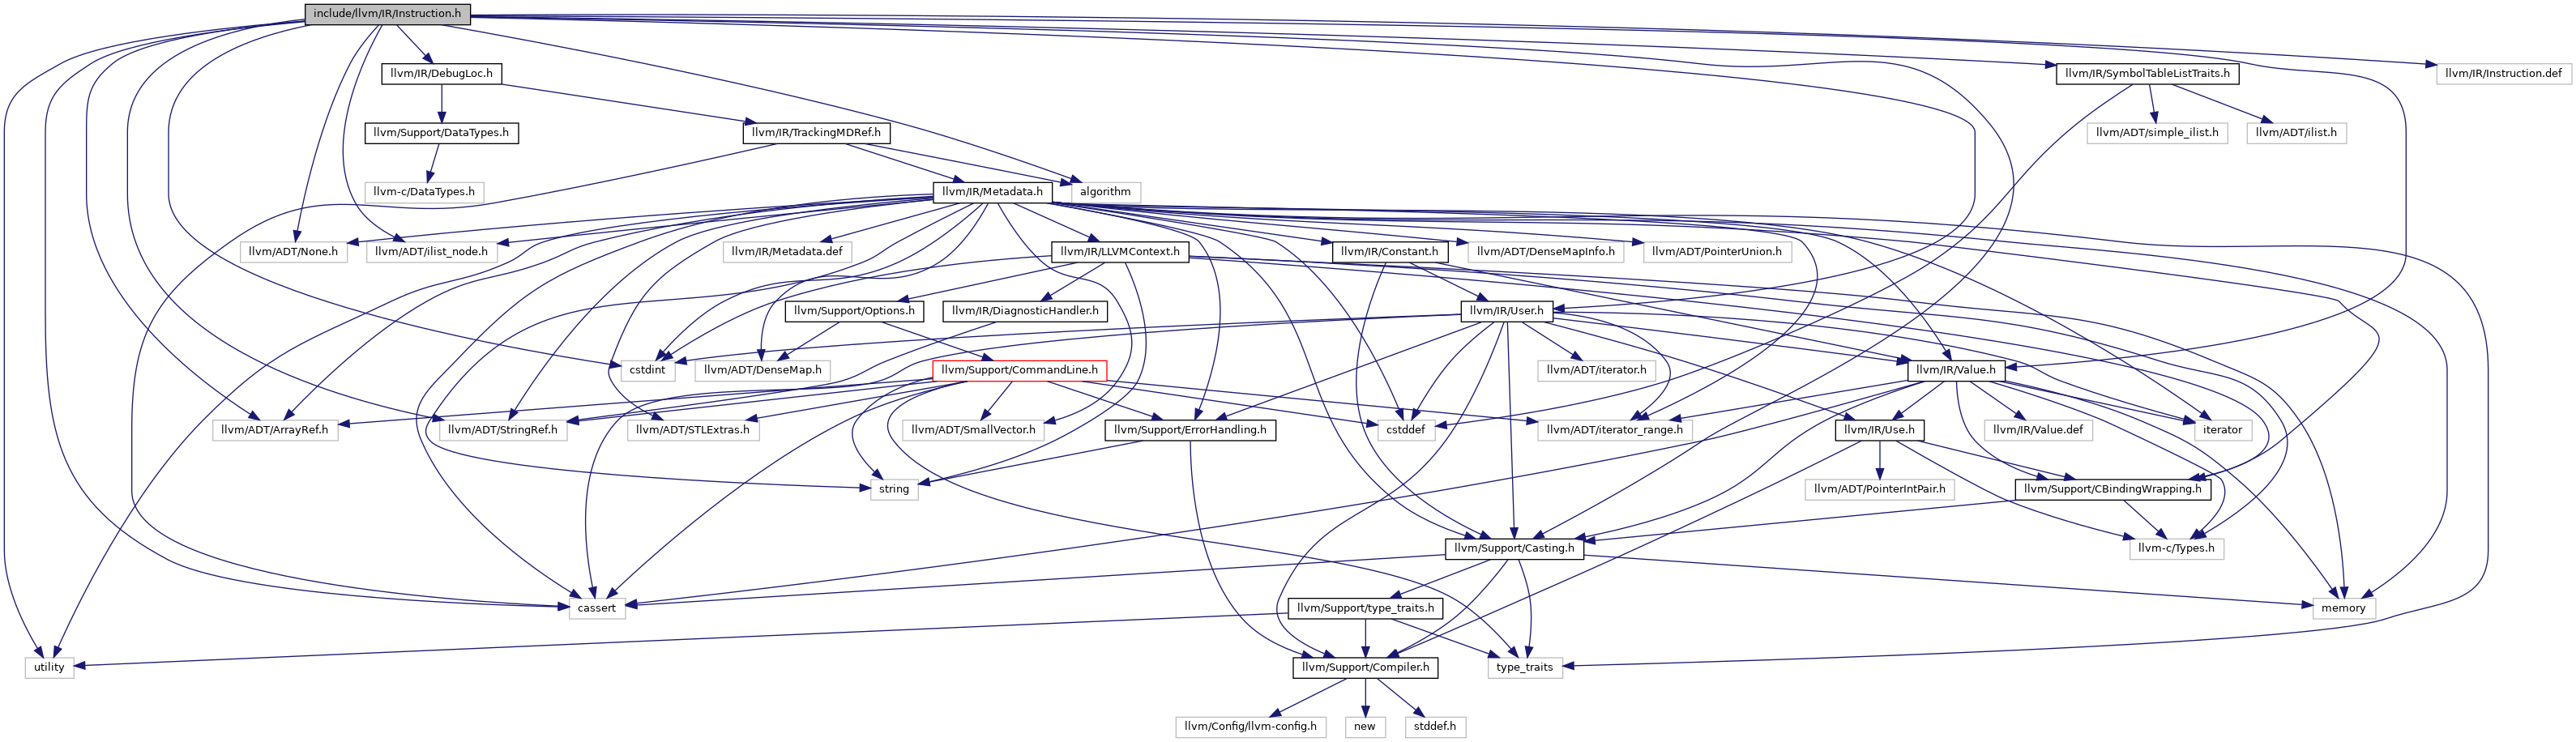 include/llvm/IR/Instruction.h
llvm/IR/DebugLoc.h
llvm/IR/SymbolTableListTraits.h
llvm/IR/Instruction.def
llvm/Support/DataTypes.h
llvm/IR/TrackingMDRef.h
llvm/ADT/simple_ilist.h
llvm/ADT/ilist.h
llvm-c/DataTypes.h
llvm/IR/Metadata.h
algorithm
llvm/ADT/None.h
llvm/ADT/ilist_node.h
llvm/IR/Metadata.def
llvm/IR/LLVMContext.h
llvm/IR/Constant.h
llvm/ADT/DenseMapInfo.h
llvm/ADT/PointerUnion.h
llvm/Support/Options.h
llvm/IR/DiagnosticHandler.h
llvm/IR/User.h
cstdint
llvm/ADT/DenseMap.h
llvm/Support/CommandLine.h
llvm/ADT/iterator.h
llvm/IR/Value.h
llvm/ADT/ArrayRef.h
llvm/ADT/StringRef.h
llvm/ADT/STLExtras.h
llvm/ADT/SmallVector.h
llvm/Support/ErrorHandling.h
cstddef
llvm/ADT/iterator_range.h
llvm/IR/Use.h
llvm/IR/Value.def
iterator
string
llvm/ADT/PointerIntPair.h
llvm/Support/CBindingWrapping.h
llvm/Support/Casting.h
llvm-c/Types.h
cassert
llvm/Support/type_traits.h
memory
utility
llvm/Support/Compiler.h
type_traits
llvm/Config/llvm-config.h
new
stddef.h